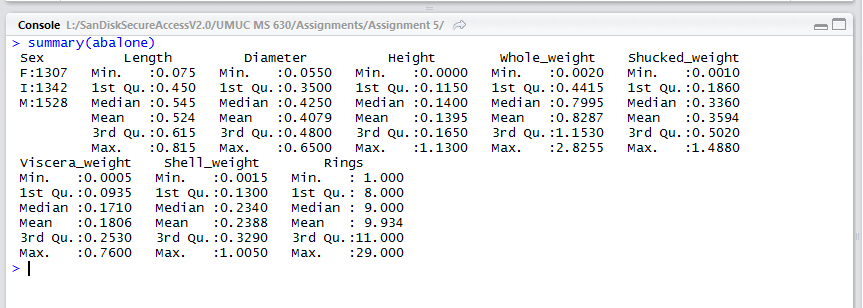 Console L:/SanDiskSecureAccessV2.0/UMUC MS 630/Assignments/Assignment 5/
> summary(abalone)
Sex Length Diameter Height Whole_weight Shucked_weight
F:1307 Min. :0.075 Min. :0.0550 Min. :0.0000 Min. :0.0020 Min. :0.0010
I:1342 1st Qu.:0.450 1st Qu.:0.3500 1st Qu.:0.1150 1st Qu.:0.4415 1st Qu.:0.1860
M:1528 Median :0.545 Median :0.4250 Median :0.1400 Median :0.7995 Median :0.3360
Mean :0.524 Mean :0.4079 Mean :0.1395 Mean :0.8287 Mean :0.3594
3rd Qu.:0.615 3rd Qu.:0.4800 3rd Qu.:0.1650 3rd Qu.:1.1530 3rd Qu.:0.5020
Max. :0.815 Max. :0.6500 Max. :1.1300 Max. :2.8255 Max. :1.4880
Viscera_weight Shell_weight Rings
Min. :0.0005 Min. :0.0015 Min. : 1.000
1st Qu.:0.0935 1st Qu.:0.1300 1st Qu.: 8.000
Median :0.1710 Median :0.2340 Median : 9.000
Mean :0.1806 Mean :0.2388 Mean : 9.934
3rd Qu.:0.2530 3rd Qu.:0.3290 3rd Qu.:11.000
Max. :0.7600 Max. :1.0050 Max. :29.000
>